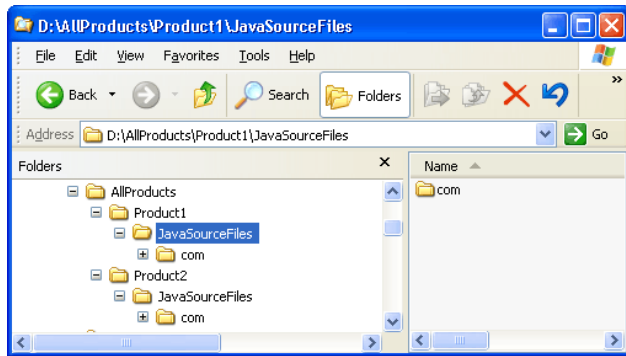 D:\AllProducts\Product1\JavaSourceFiles
File Edit View Favorites Tools Help
Back Search Folders »
Address D:\AllProducts\Product1\JavaSourceFiles Go
Folders x Name
AllProducts com
Product1
JavaSourceFiles
com
Product2
JavaSourceFiles
com